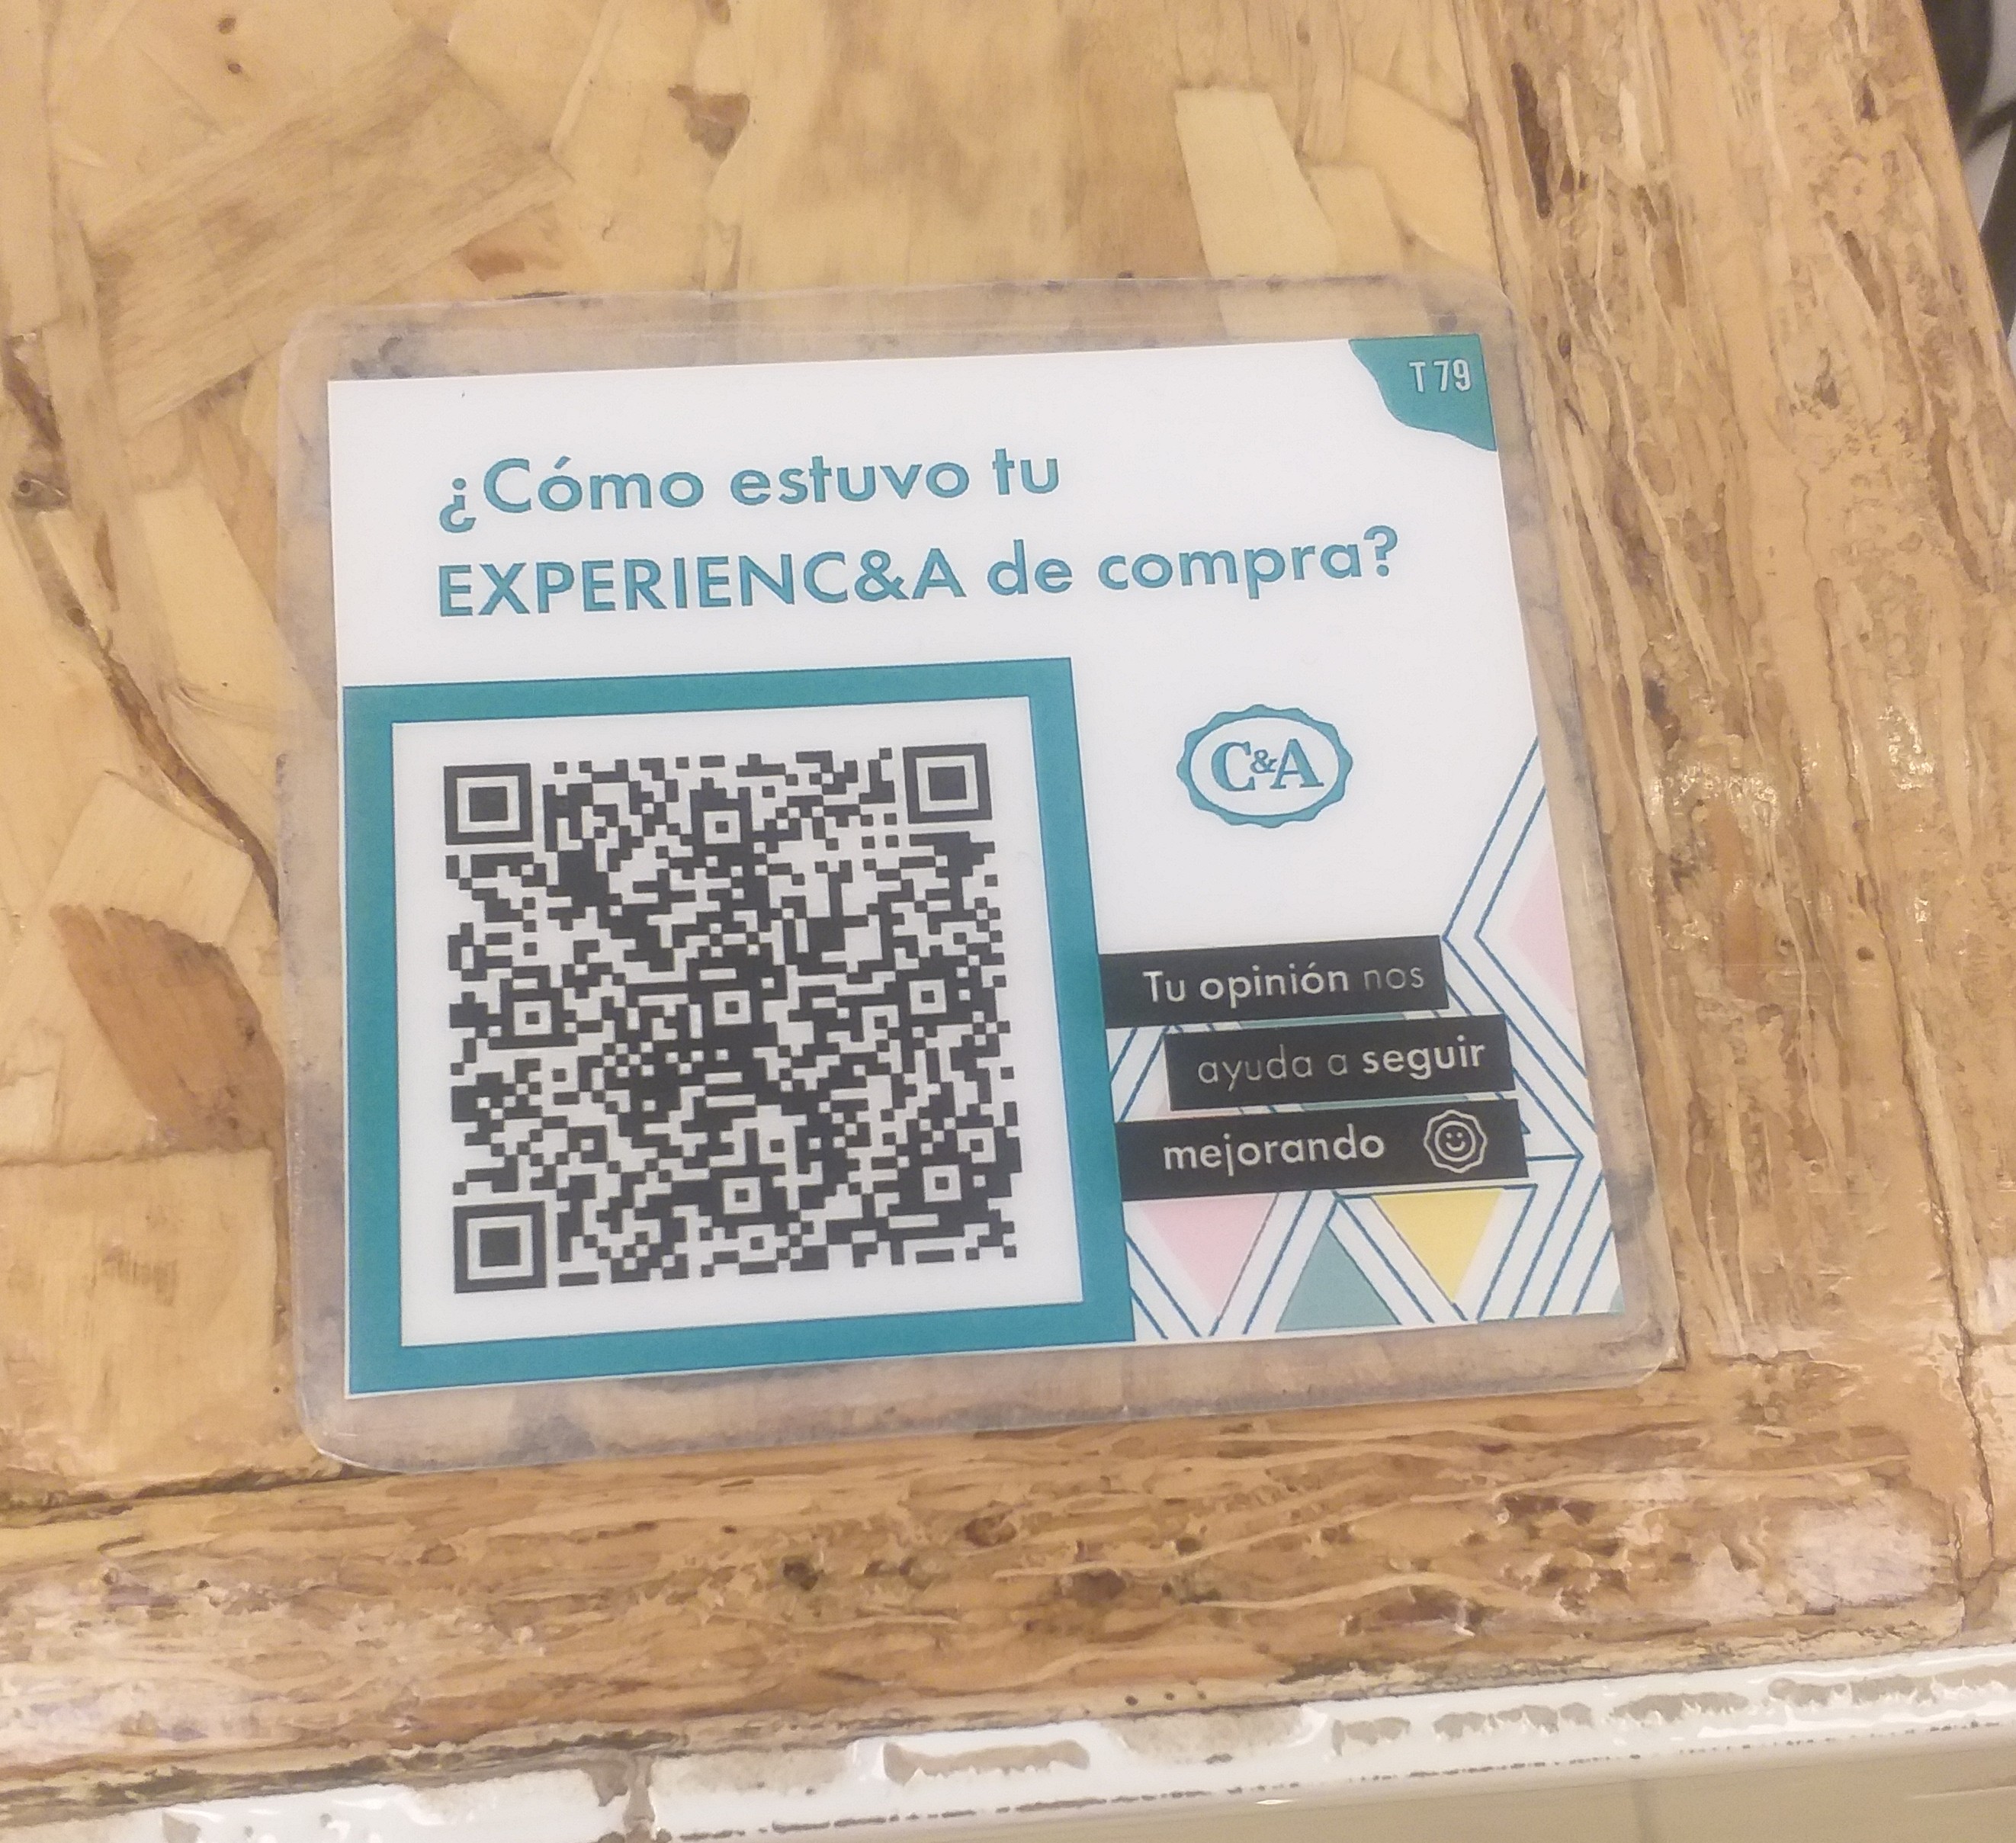 T 79
¿Cómo estuvo tu
EXPERIENC&A de compra?
C&A
Tu opinión nos
ayuda a seguir
mejorando